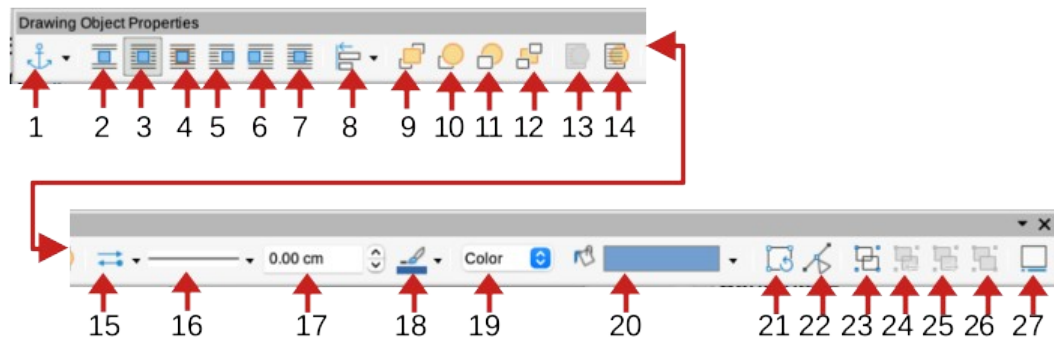 Drawing Object Properties
1 2 3 4 5 6 7 8 9 10 11 12 13 14
0.00 cm Color
15 16 17 18 19 20 21 22 23 24 25 26 27